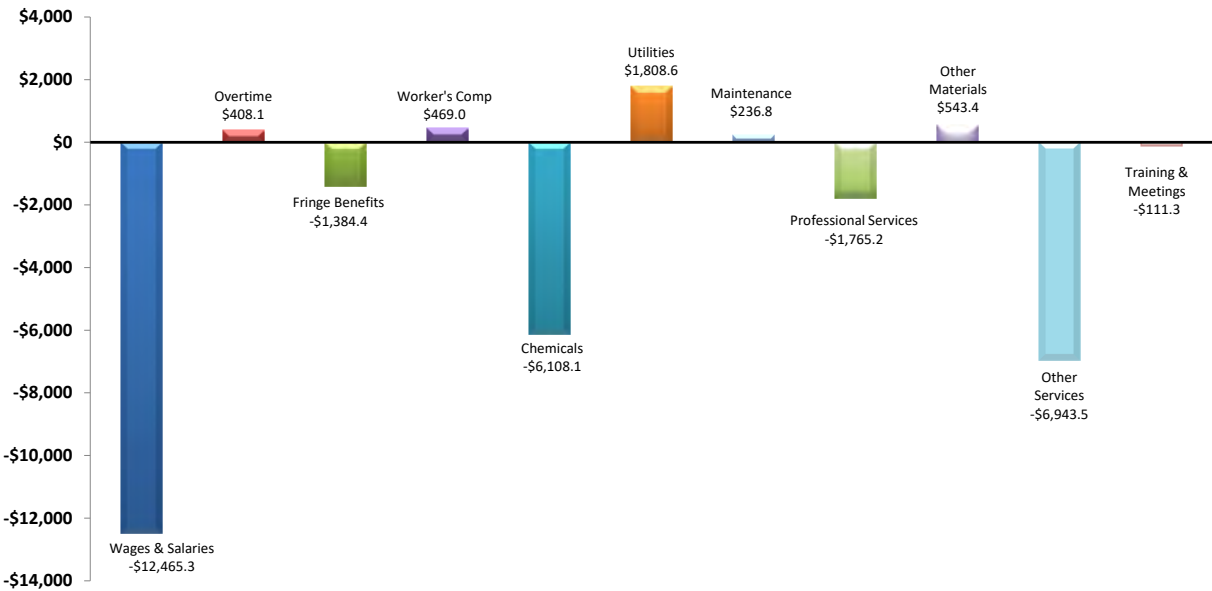 $4,000
$2,000
$0
-$2,000
-$4,000
-$6,000
-$8,000
-$10,000
-$12,000
-$14,000
Wages & Salaries
-$12,465.3
Overtime
$408.1
Fringe Benefits
-$1,384.4
Worker's Comp
$469.0
Chemicals
-$6,108.1
Utilities
$1,808.6
Maintenance
$236.8
Professional Services
-$1,765.2
Other
Materials
$543.4
Other
Services
-$6,943.5
Training &
Meetings
-$111.3